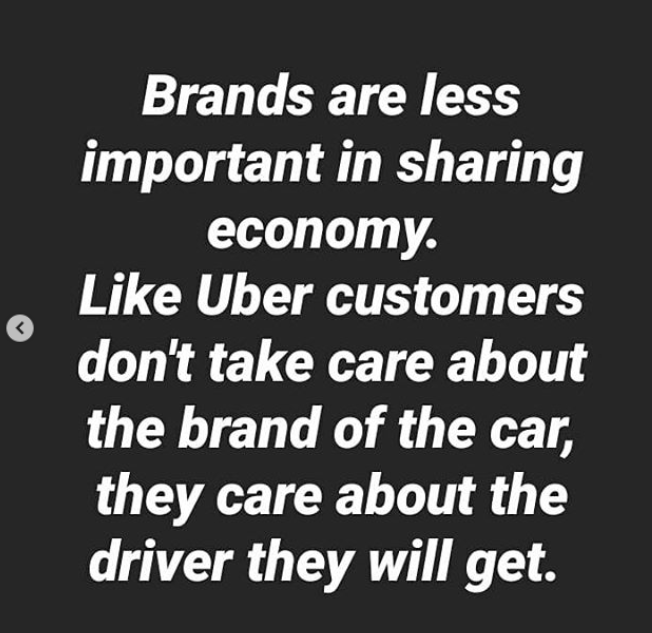 Brands are less
important in sharing
economy.
Like Uber customers
don't take care about
the brand of the car,
they care about the
driver they will get.